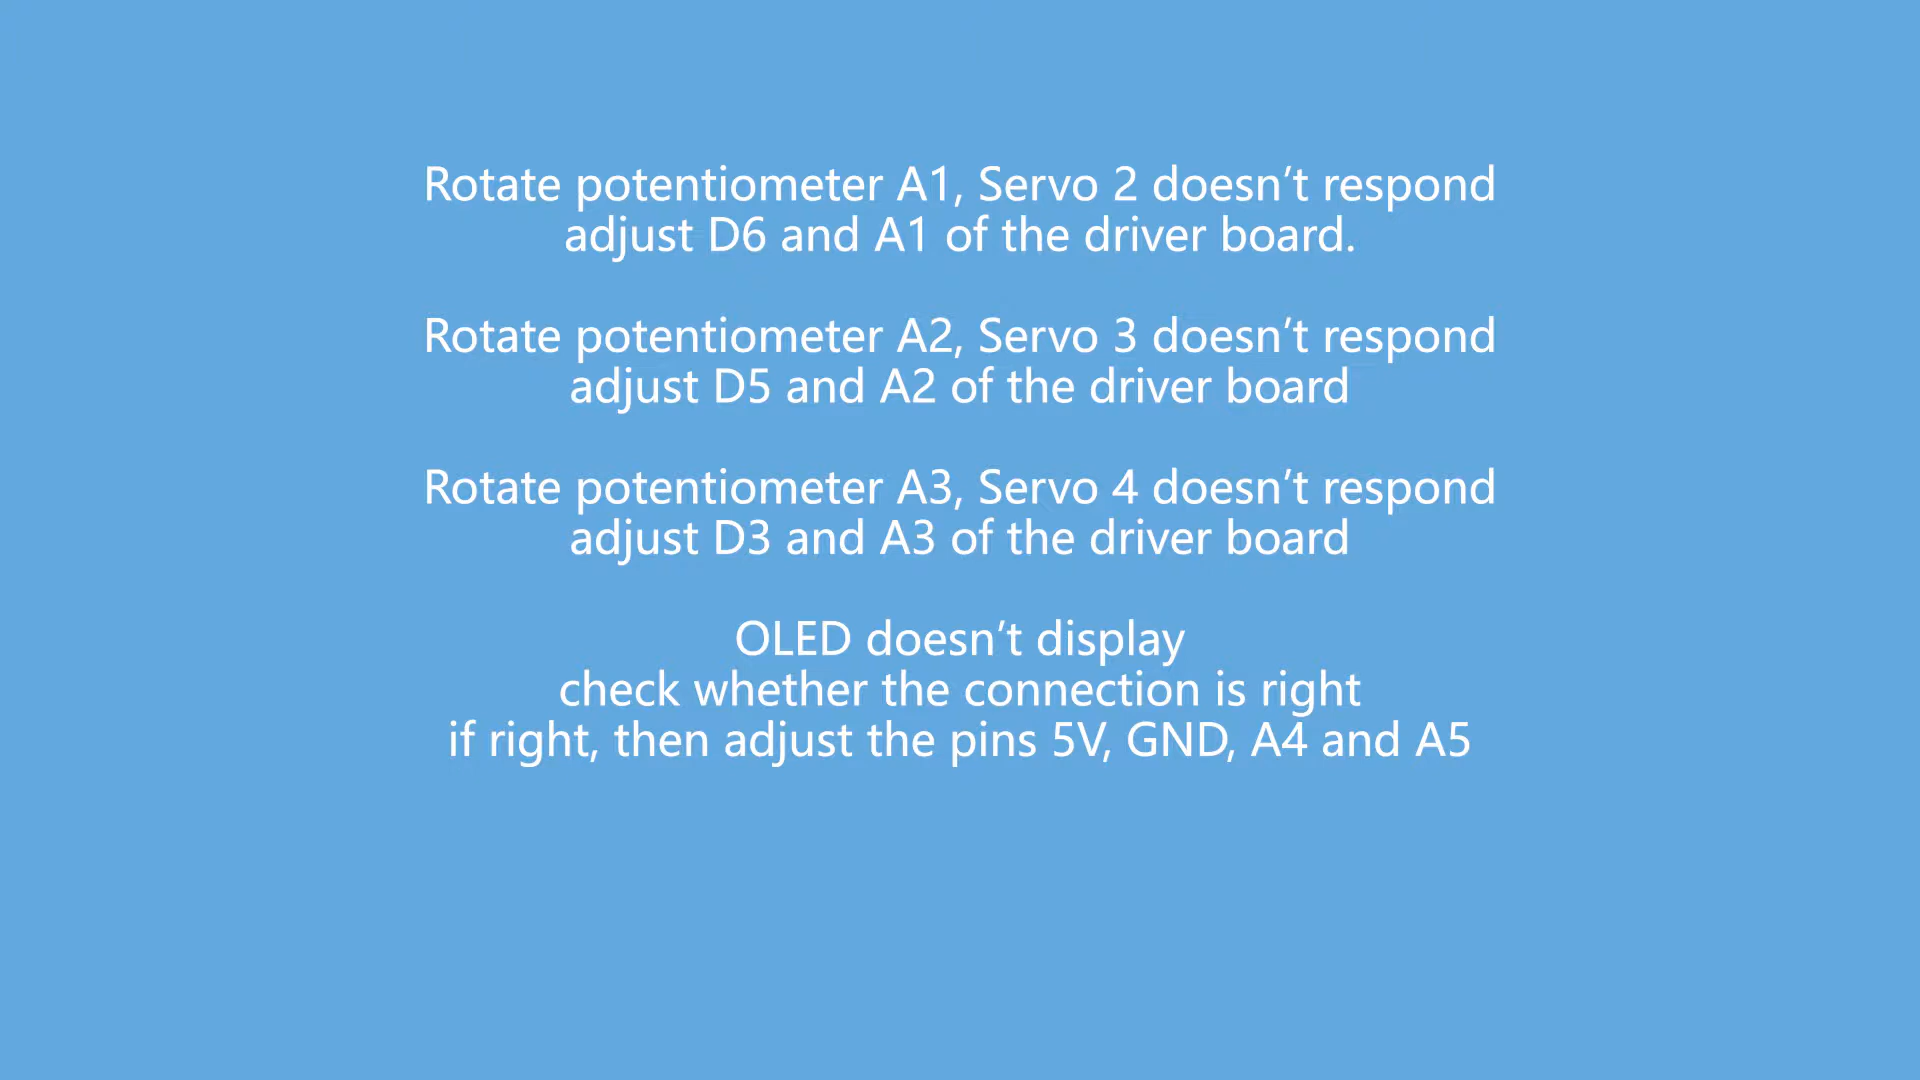 Rotate potentiometer A1, Servo 2 doesn’t respond
adjust D6 and A1 of the driver board.
Rotate potentiometer A2, Servo 3 doesn’t respond
adjust D5 and A2 of the driver board
Rotate potentiometer A3, Servo 4 doesn’t respond
adjust D3 and A3 of the driver board
OLED doesn’t display
check whether the connection is right
if right, then adjust the pins 5V, GND, A4 and A5